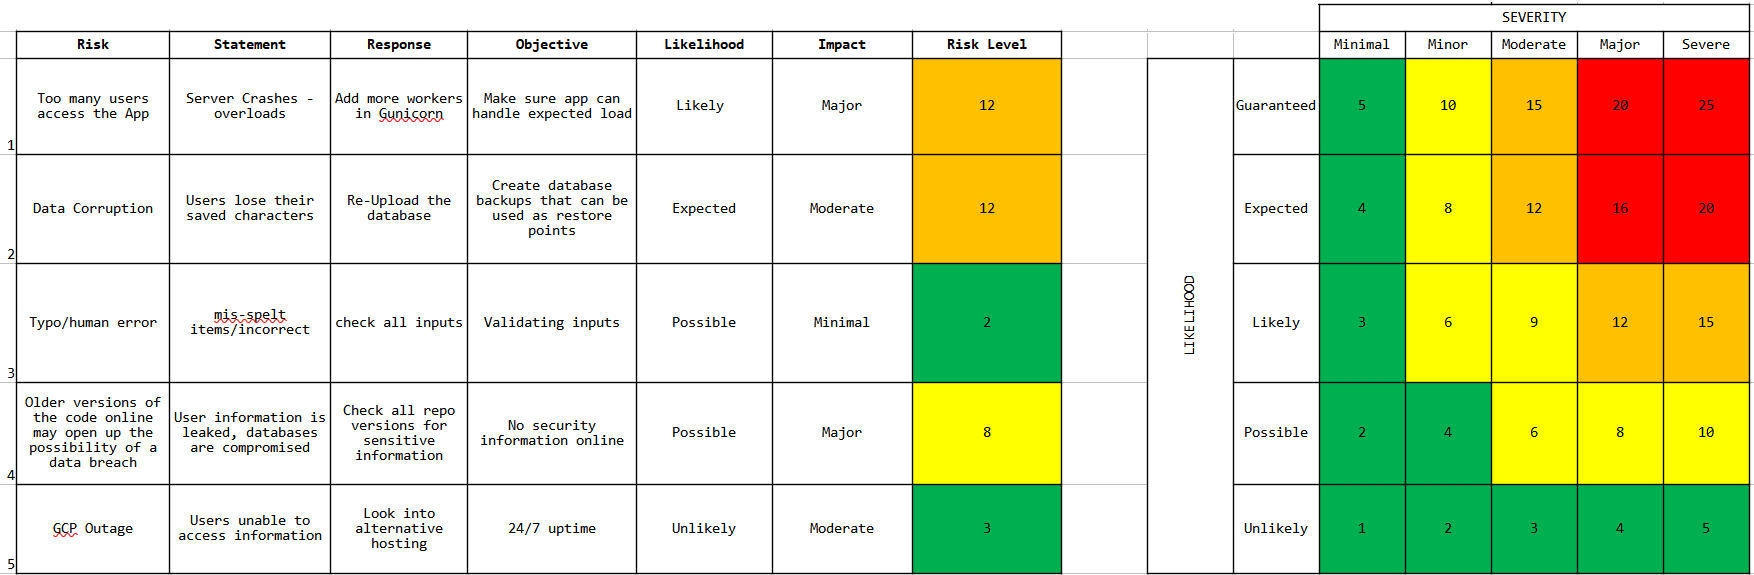 SEVERITY
Risk Statement Response Objective Likelihood Impact Risk Level Minimal Minor Moderate Major Severe
Too many users
access the App
Server Crashes -
overloads
Add more workers
in Gunicorn
Make sure app can
handle expected load
Likely
Major
12
1
Data Corruption
Users lose their
saved characters
Re-Upload the
database
Create database
backups that can be
used as restore
points
Expected
Moderate
12
2
Typo/human error
mis-spelt
items/incorrect
check all inputs
Validating inputs
Possible
Minimal
2
3
Older versions of
the code online
may open up the
possibility of a
data breach
User information is
leaked, databases
are compromised
Check all repo
versions for
sensitive
information
No security
information online
Possible
Major
8
4
GCP Outage
Users unable to
access information
Look into
alternative
hosting
24/7 uptime
Unlikely
Moderate
3
5
LIKELIHOOD
Guaranteed 5 10 15 20 25
Expected 4 8 12 16 20
Likely 3 6 9 12 15
Possible 2 4 6 8 10
Unlikely 1 2 3 4 5